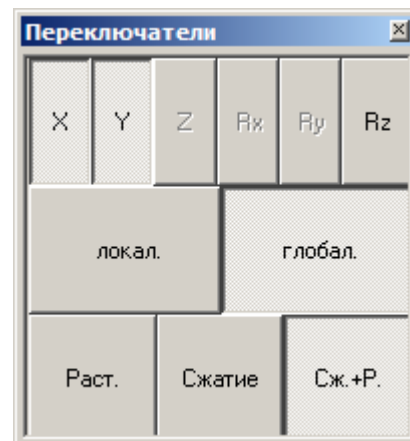 Переключатели
X Y Z Rx Ry Rz
локал. глобал.
Раст. Сжатие Сж.+Р.